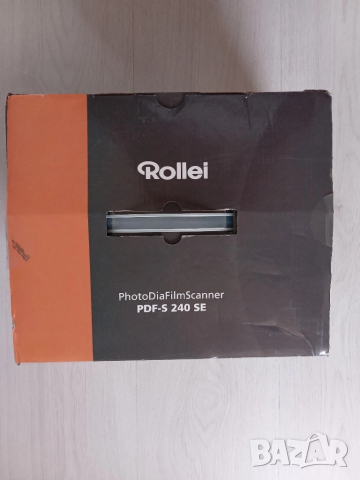 Rollei
PhotoDiaFilmScanner
PDF-S 240 SE
BAZAR